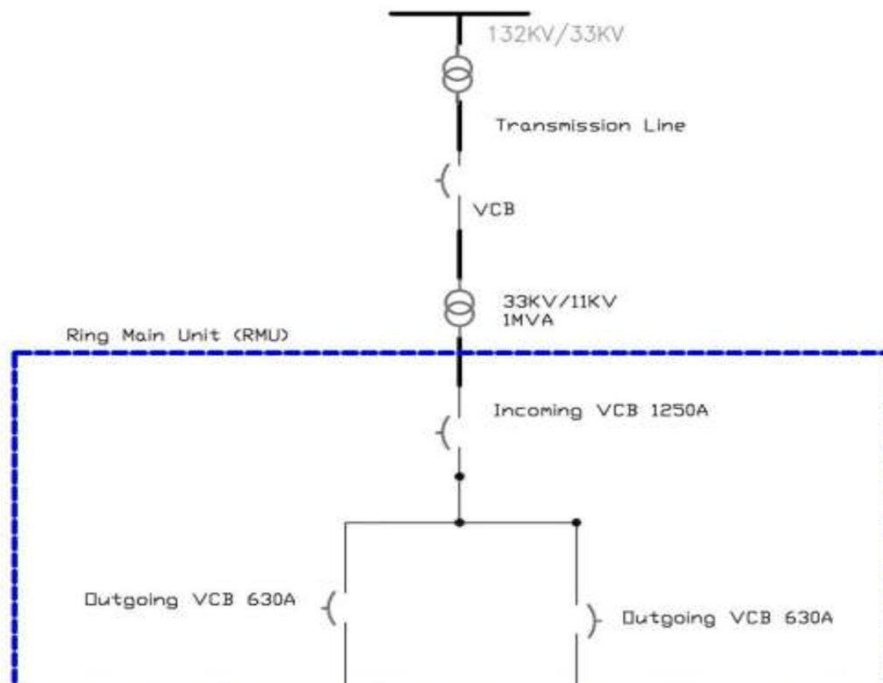 132KV/33KV
Transmission Line
VCB
33KV/11KV
1MVA
Ring Main Unit (RMU)
Incoming VCB 1250A
Outgoing VCB 630A
Outgoing VCB 630A